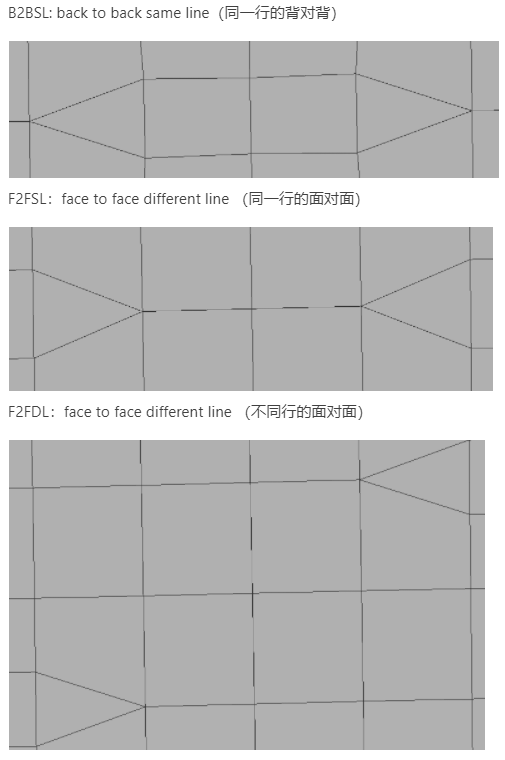 B2BSL: back to back same line（同一行的背对背）
F2FSL：face to face different line （同一行的面对面）
F2FDL：face to face different line （不同行的面对面）